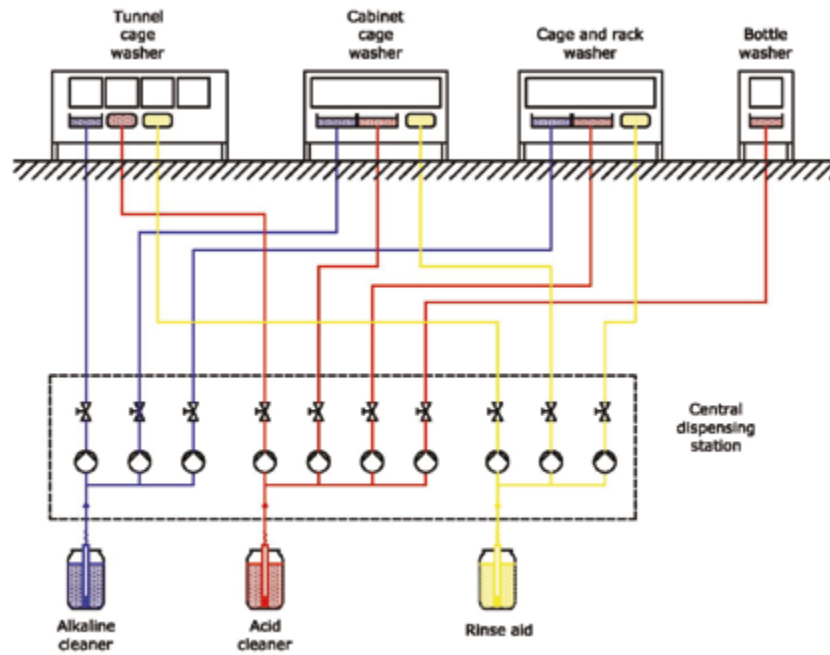 Tunnel
cage
washer
Cabinet
cage
washer
Cage and rack
washer
Bottle
washer
Central
dispensing
station
Alkaline
cleaner
Acid
cleaner
Rinse aid